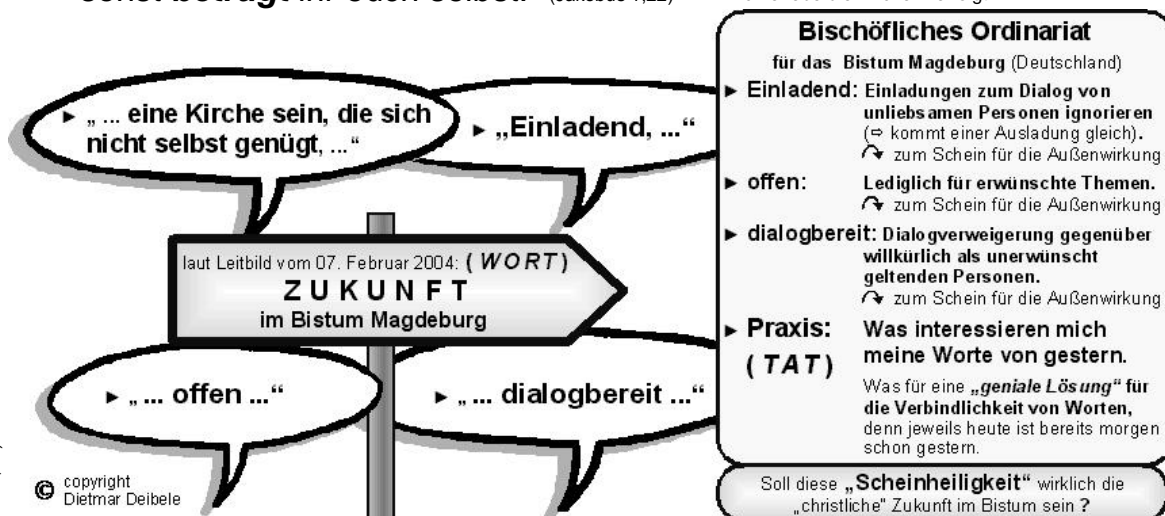 ► „ ... eine Kirche sein, die sich
nicht selbst genügt, ...“
► „Einladend, ...“
laut Leitbild vom 07. Februar 2004: ( WORT )
Z U K U N F T
im Bistum Magdeburg
► „ ... offen ...“
► „ ... dialogbereit ...“
© copyright
Dietmar Deibele
Bischöfliches Ordinariat
für das Bistum Magdeburg (Deutschland)
► Einladend: Einladungen zum Dialog von
unliebsamen Personen ignorieren
(⇨ kommt einer Ausladung gleich).
↷ zum Schein für die Außenwirkung
► offen: Lediglich für erwünschte Themen.
↷ zum Schein für die Außenwirkung
► dialogbereit: Dialogverweigerung gegenüber
willkürlich als unerwünscht
geltenden Personen.
↷ zum Schein für die Außenwirkung
► Praxis: Was interessieren mich
( TAT ) meine Worte von gestern.
Was für eine „geniale Lösung“ für
die Verbindlichkeit von Worten,
denn jeweils heute ist bereits morgen
schon gestern.
Soll diese „Scheinheiligkeit“ wirklich die
„christliche“ Zukunft im Bistum sein ?